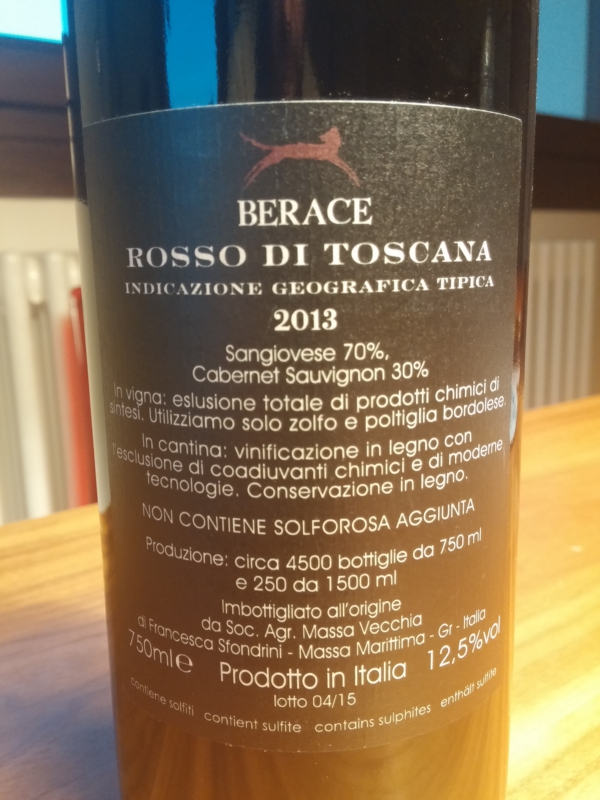 BERACE
ROSSO DI TOSCANA
INDICAZIONE GEOGRAFICA TIPICA
2013
Sangiovese 70%,
Cabernet Sauvignon 30%
In vigna: eslusione totale di prodotti chimici di
sintesi. Utilizziamo solo zolfo e poltiglia bordolese.
In cantina: vinificazione in legno con
l'esclusione di coadiuvanti chimici e di moderne
tecnologie. Conservazione in legno.
NON CONTIENE SOLFOROSA AGGIUNTA
Produzione: circa 4500 bottiglie da 750 ml
e 250 da 1500 ml
Imbottigliato all'origine
da Soc. Agr. Massa Vecchia
di Francesca Sfondrini - Massa Marittima - Gr - Italia
750ml e Prodotto in Italia 12,5%vol
lotto 04/15
contiene solfiti contient sulfite contains sulphites enthält sulfite